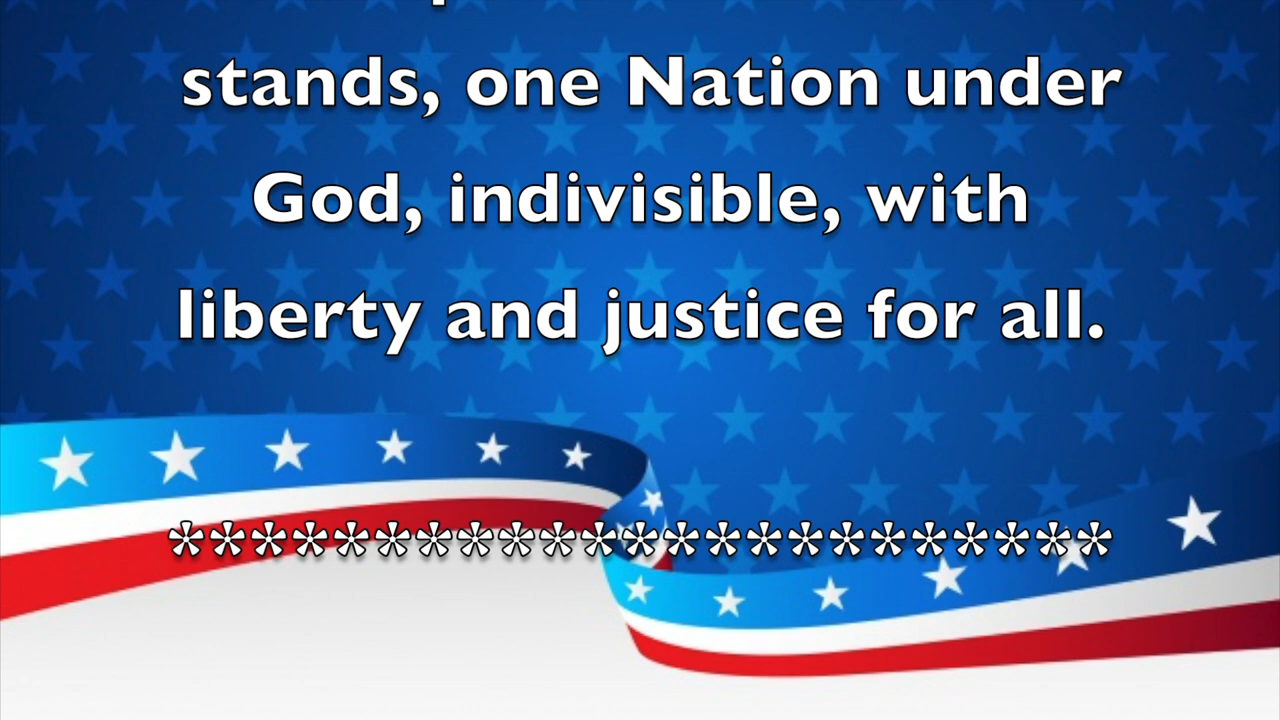 stands, one Nation under
God, indivisible, with
liberty and justice for all.
***********************